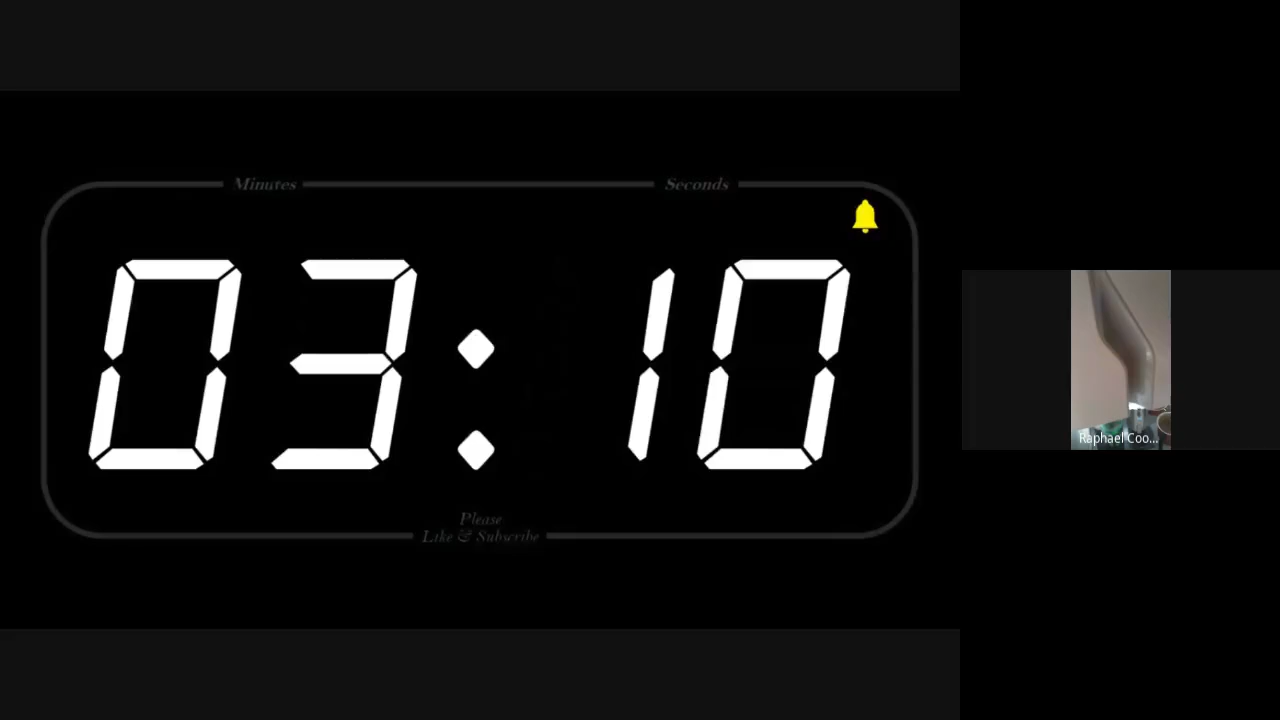 Minutes
Seconds
03:10
Please
Like & Subscribe
Raphael Coo...